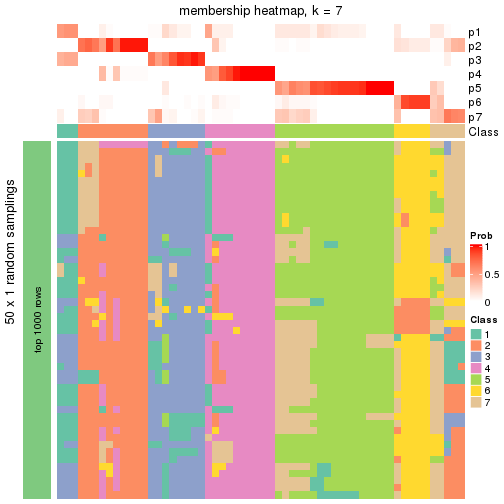 membership heatmap, k = 7
p1
p2
p3
p4
p5
p6
p7
Class
50 x 1 random samplings
top 1000 rows
Prob
1
0.5
0
Class
1
2
3
4
5
6
7